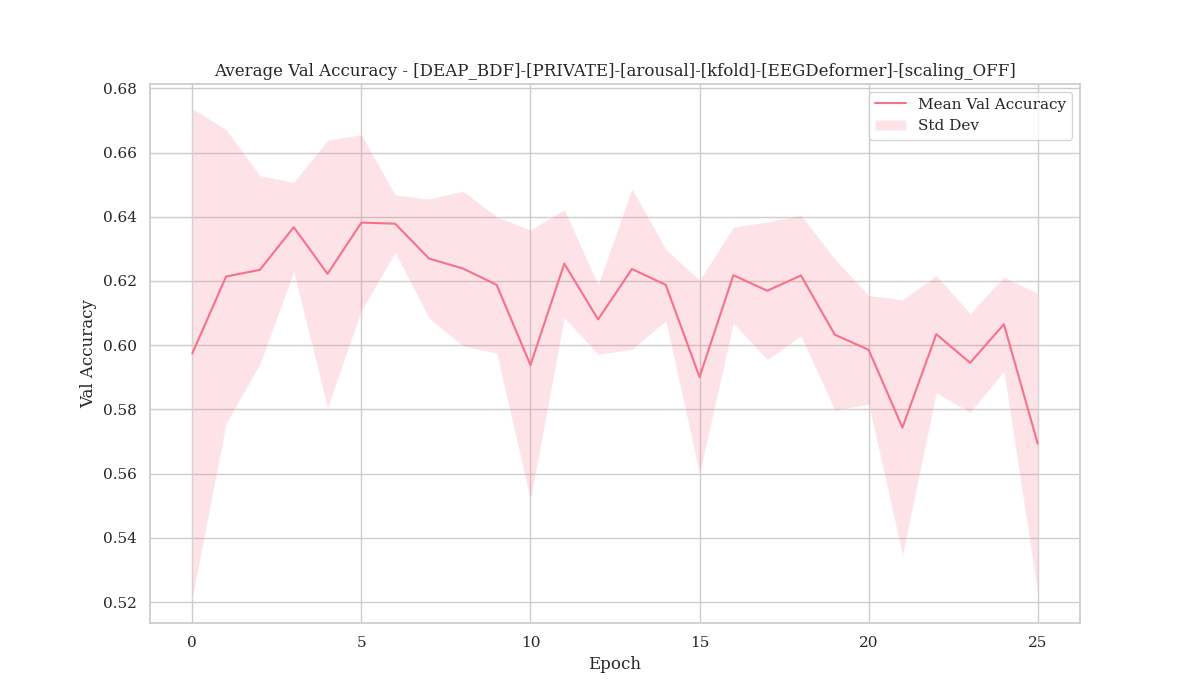 Average Val Accuracy - [DEAP_BDF]-[PRIVATE]-[arousal]-[kfold]-[EEGDeformer]-[scaling_OFF]
Mean Val Accuracy
Std Dev
Val Accuracy
0.68
0.66
0.64
0.62
0.60
0.58
0.56
0.54
0.52
0 5 10 15 20 25
Epoch